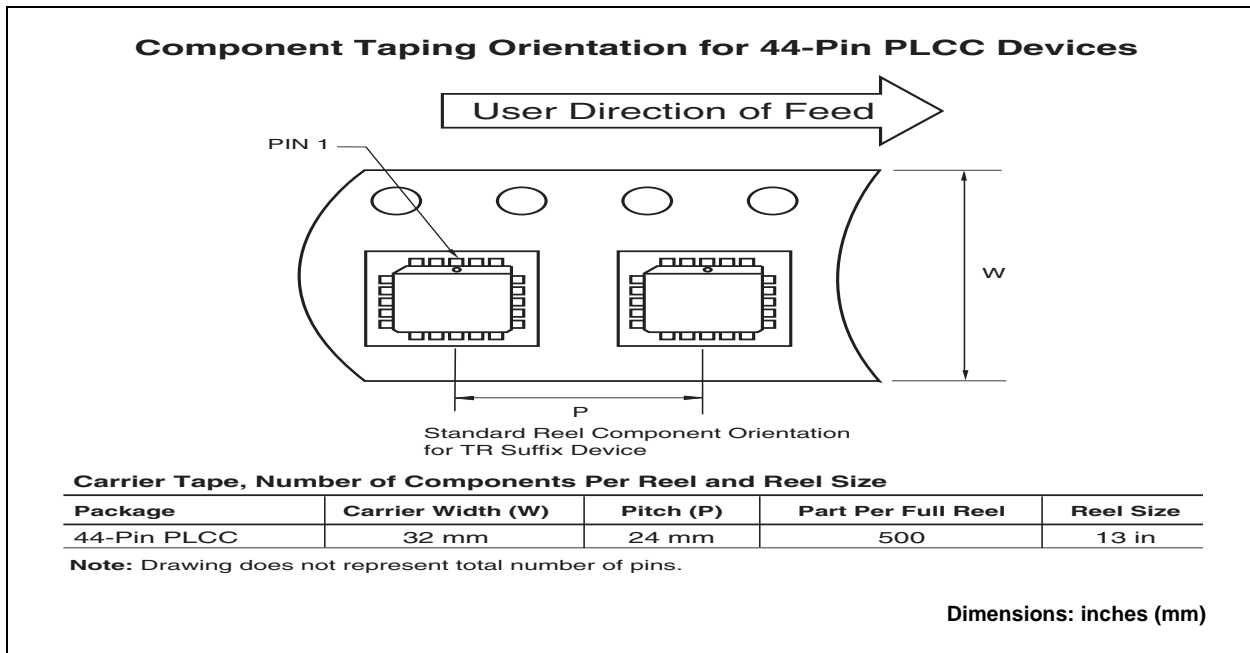 Component Taping Orientation for 44-Pin PLCC Devices
User Direction of Feed
PIN 1
W
P
Standard Reel Component Orientation
for TR Suffix Device
Carrier Tape, Number of Components Per Reel and Reel Size
Package Carrier Width (W) Pitch (P) Part Per Full Reel Reel Size
44-Pin PLCC 32 mm 24 mm 500 13 in
Note: Drawing does not represent total number of pins.
Dimensions: inches (mm)